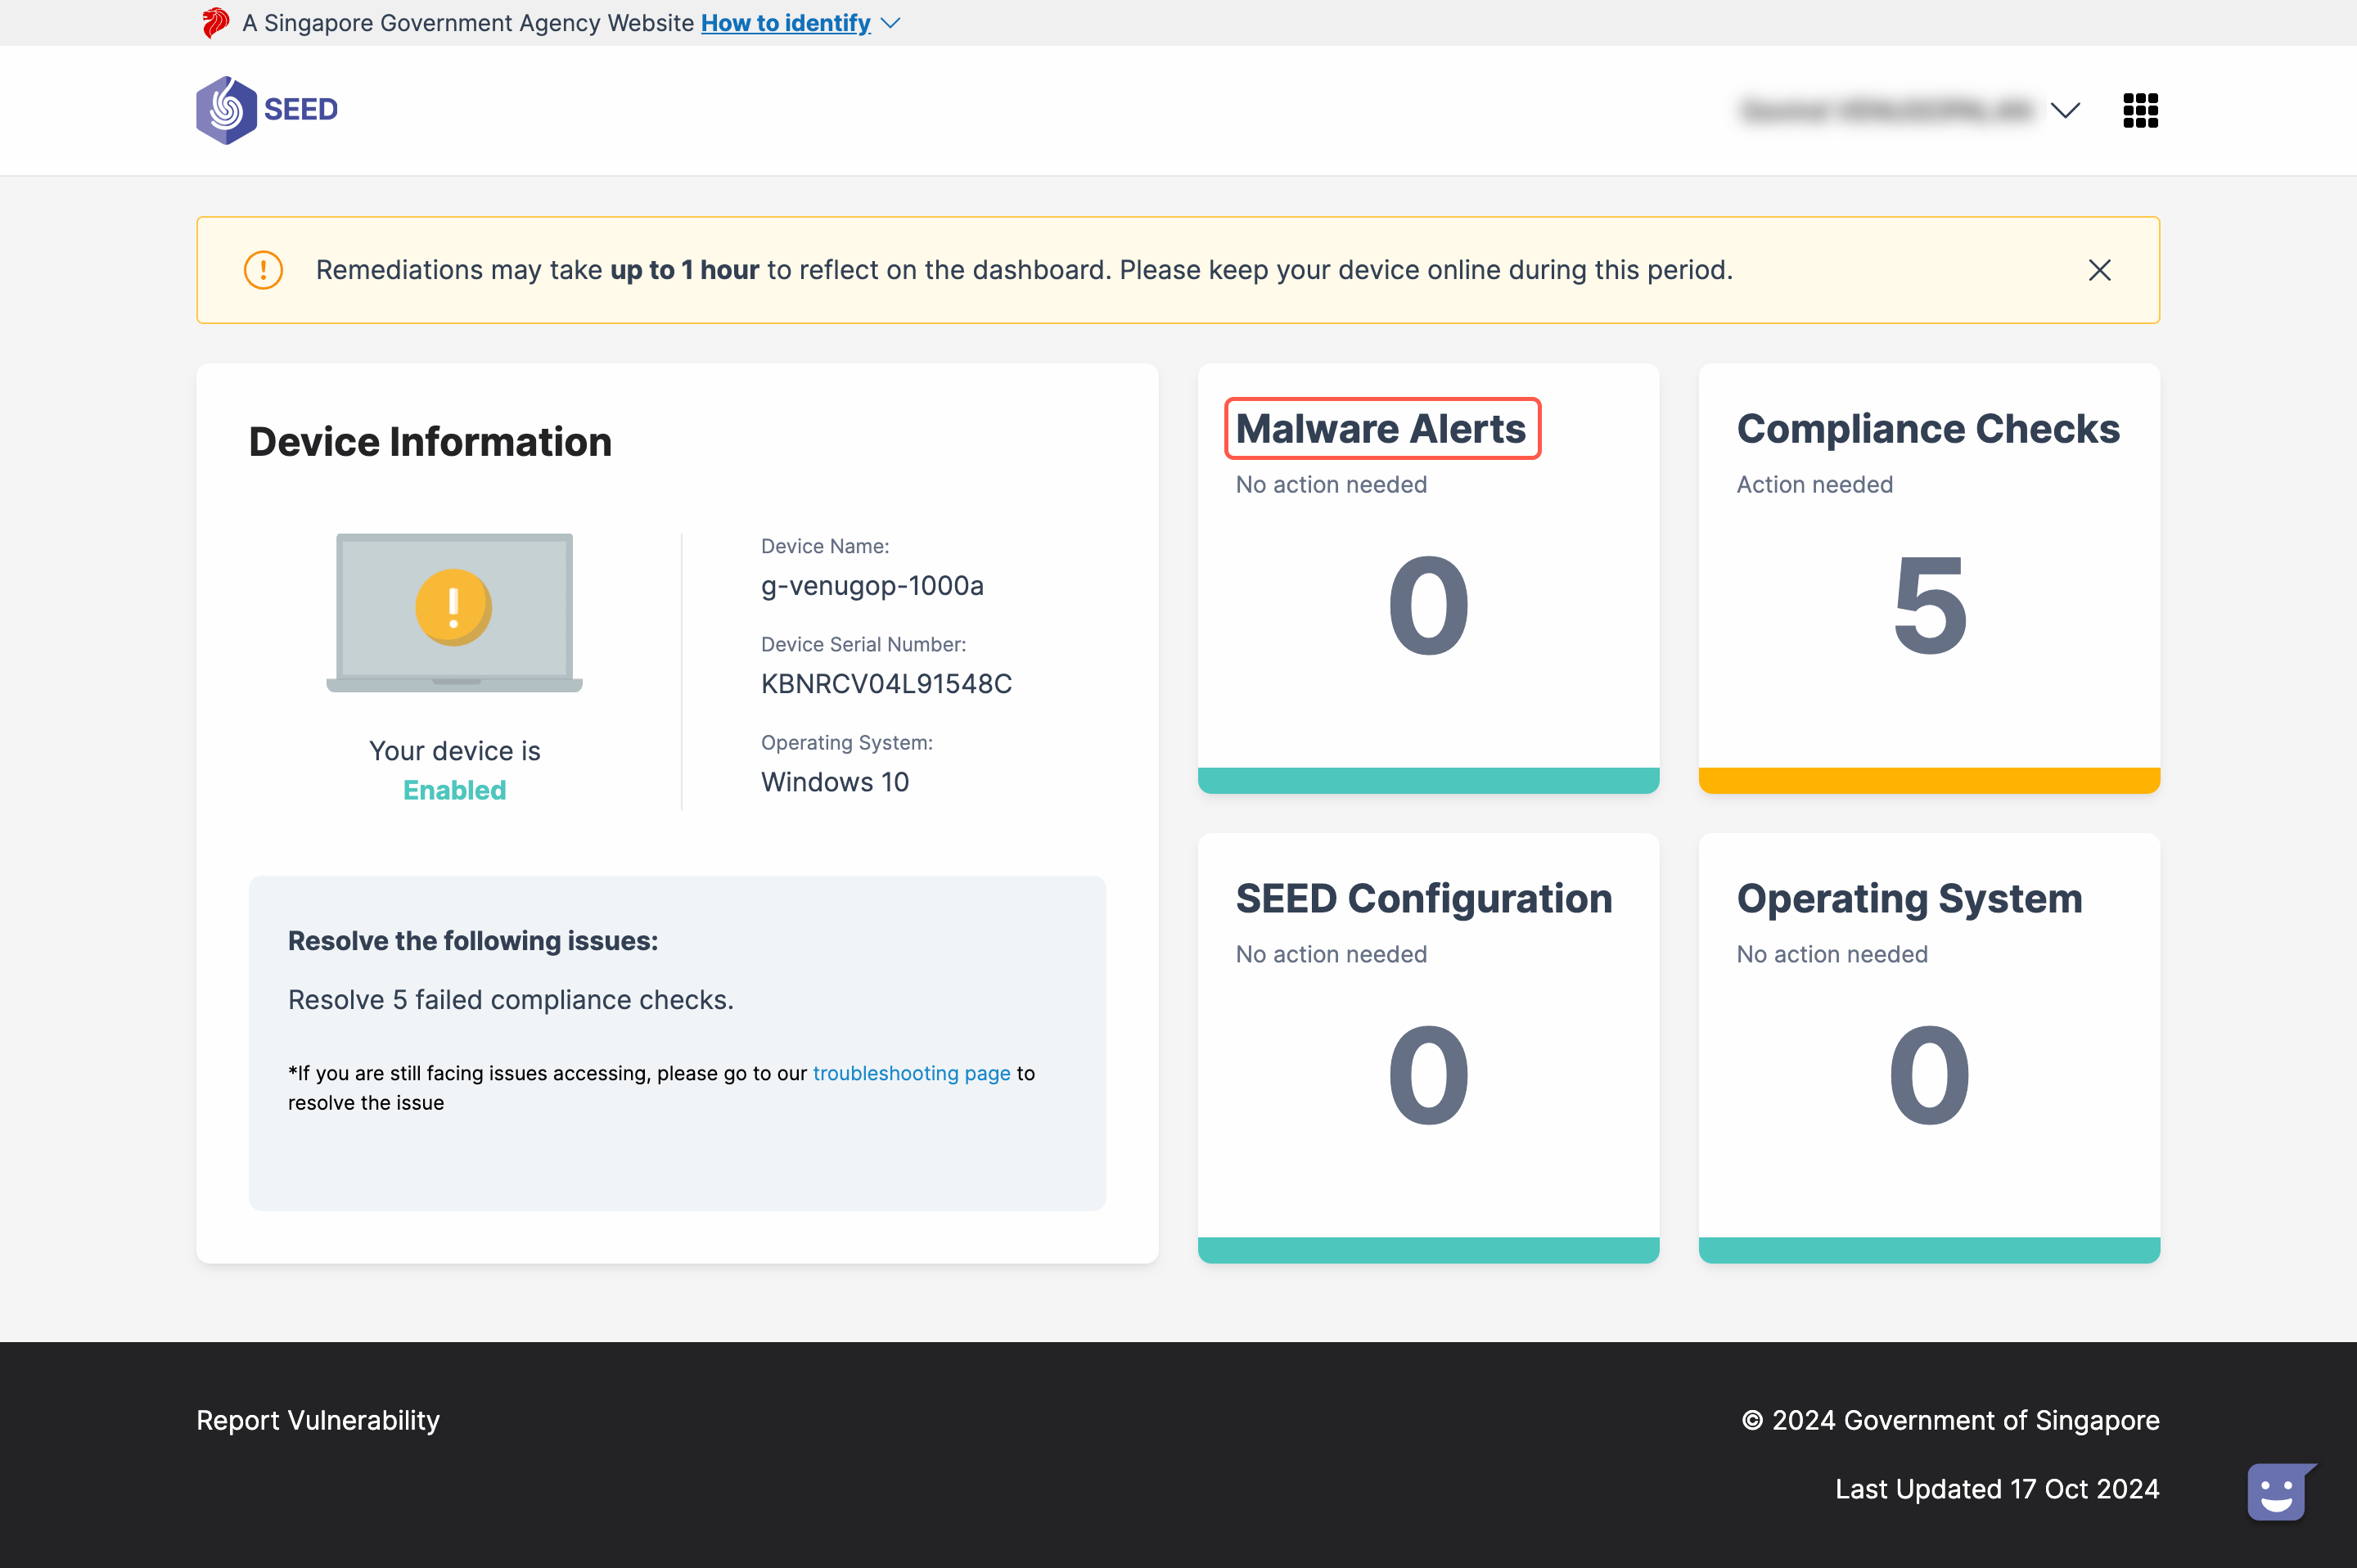 A Singapore Government Agency Website How to identify
SEED
Remediations may take up to 1 hour to reflect on the dashboard. Please keep your device online during this period.
Device Information
Your device is
Enabled
Device Name:
g-venugop-1000a
Device Serial Number:
KBNRCV04L91548C
Operating System:
Windows 10
Resolve the following issues:
Resolve 5 failed compliance checks.
*If you are still facing issues accessing, please go to our troubleshooting page to
resolve the issue
Malware Alerts
No action needed
0
Compliance Checks
Action needed
5
SEED Configuration
No action needed
0
Operating System
No action needed
0
Report Vulnerability
© 2024 Government of Singapore
Last Updated 17 Oct 2024